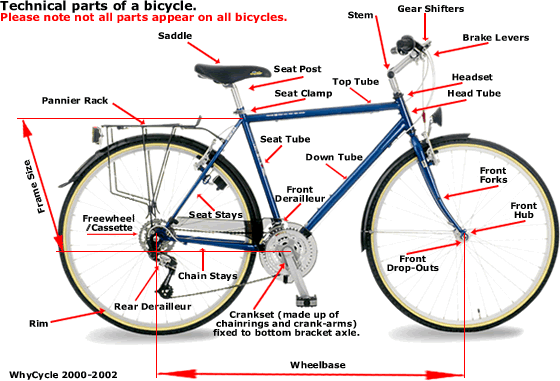 Technical parts of a bicycle.
Please note not all parts appear on all bicycles.
Gear Shifters
Stem
Brake Levers
Saddle
Seat Post
Top Tube
Headset
Seat Clamp
Head Tube
Pannier Rack
Seat Tube
Down Tube
Frame Size
Front
Forks
Front
Derailleur
Seat Stays
Front
Hub
Freewheel
/Cassette
Front
Drop-Outs
Chain Stays
Rear Derailleur
Rim
Crankset (made up of
chainrings and crank-arms)
fixed to bottom bracket axle.
Wheelbase
WhyCycle 2000-2002